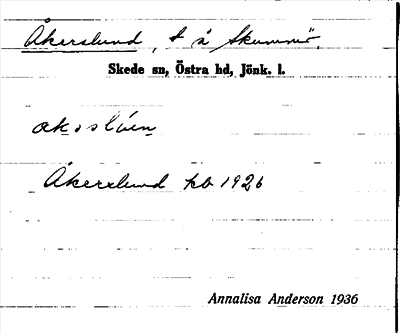 Åkerslund, t å Skummö.
Skede sn, Östra hd, Jönk. l.
Åkerslund kb 1926
Annalisa Anderson 1936